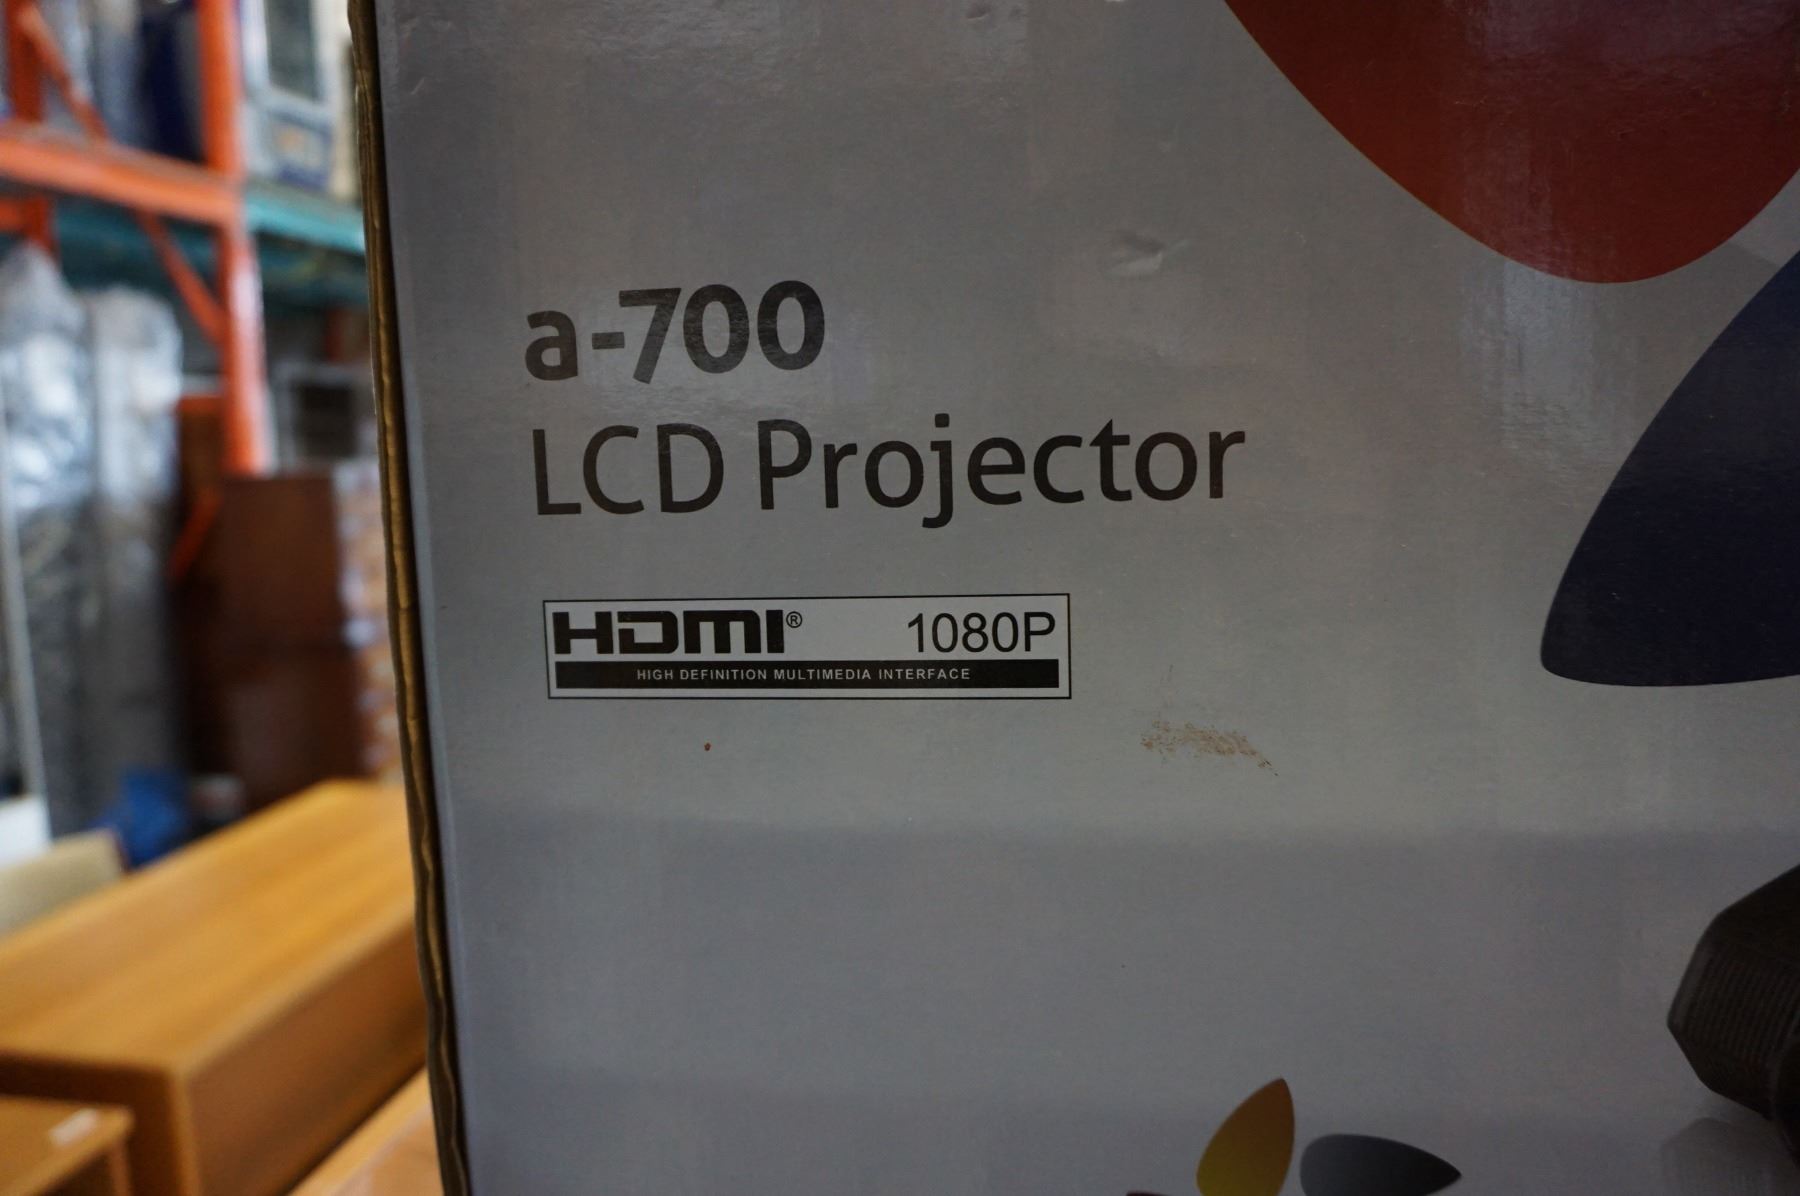 a-700
LCD Projector
HDMI® 1080P
HIGH DEFINITION MULTIMEDIA INTERFACE